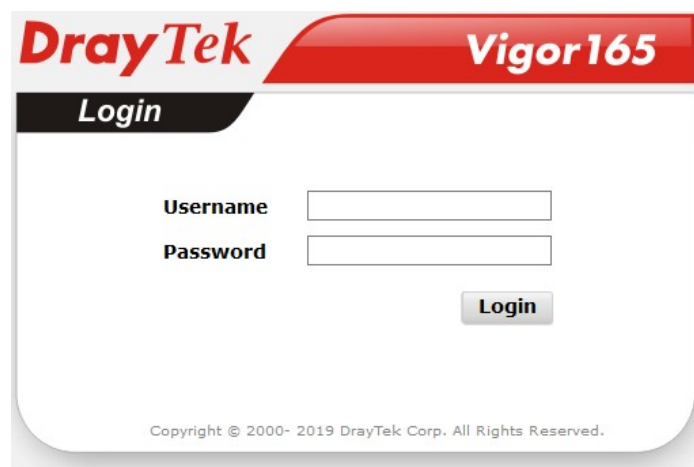 DrayTek Vigor165
Login
Username
Password
Login
Copyright © 2000- 2019 DrayTek Corp. All Rights Reserved.